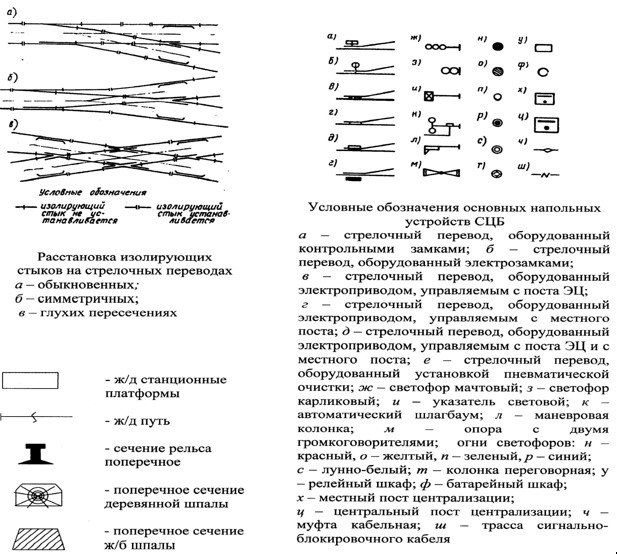 а)
б)
в)
Условные обозначения
изолирующий стык не ус-
танавливается
изолирующий
стык устанав-
ливается
Расстановка изолирующих
стыков на стрелочных переводах
а – обыкновенных;
б – симметричных;
в – глухих пересечениях
- ж/д станционные
платформы
- ж/д путь
- сечение рельса
поперечное
- поперечное сечение
деревянной шпалы
- поперечное сечение
ж/б шпалы
а) ж) н) у)
б) з) о) ф)
в) и) п) х)
г) к) р) ц)
д) л) с) ч)
г) м) т) ш)
Условные обозначения основных напольных
устройств СЦБ
а – стрелочный перевод, оборудованный
контрольными замками; б – стрелочный
перевод, оборудованный электрозамками;
в – стрелочный перевод, оборудованный
электроприводом, управляемым с поста ЭЦ;
г – стрелочный перевод, оборудованный
электроприводом, управляемым с местного
поста; д – стрелочный перевод, оборудованный
электроприводом, управляемым с поста ЭЦ и с
местного поста; е – стрелочный перевод,
оборудованный установкой пневматической
очистки; ж – светофор мачтовый; з – светофор
карликовый; и – указатель световой; к –
автоматический шлагбаум; л – маневровая
колонка; м – опора с двумя
громкоговорителями; огни светофоров: н –
красный, о – желтый, п – зеленый, р – синий;
с – лунно-белый; т – колонка переговорная; у
– релейный шкаф; ф – батарейный шкаф;
х – местный пост централизации;
ц – центральный пост централизации; ч –
муфта кабельная; ш – трасса сигнально-
блокировочного кабеля